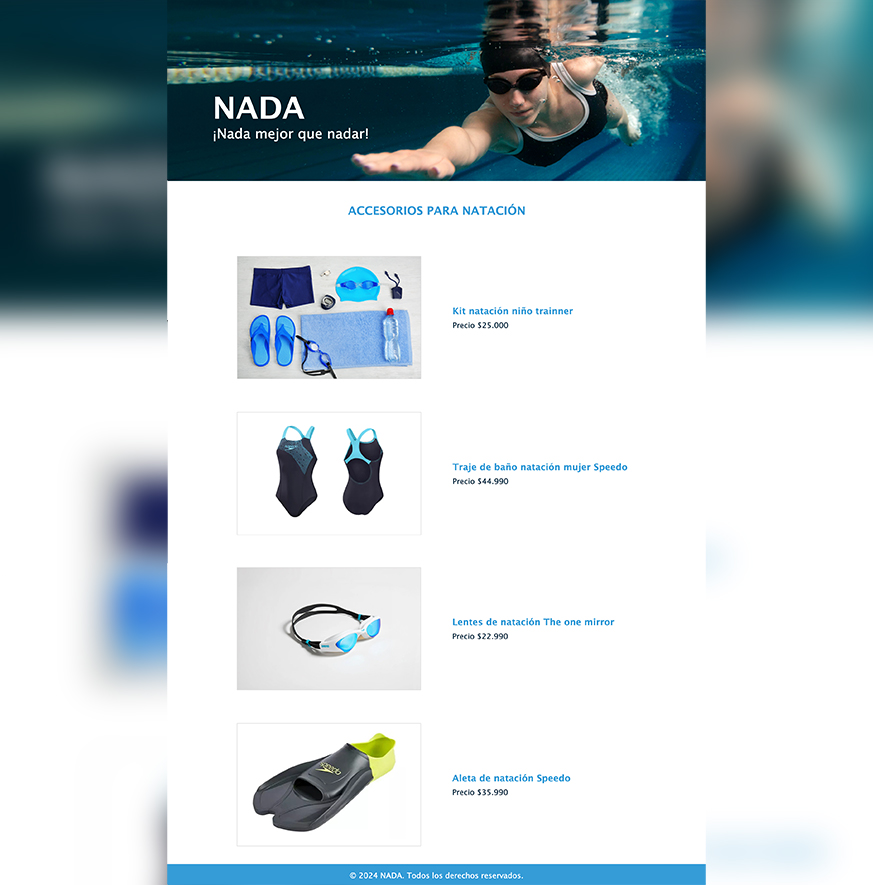 NADA
¡Nada mejor que nadar!
ACCESORIOS PARA NATACIÓN
Kit natación niño trainner
Precio $25.000
Traje de baño natación mujer Speedo
Precio $44.990
Lentes de natación The one mirror
Precio $22.990
speedo
Aleta de natación Speedo
Precio $35.990
© 2024 NADA. Todos los derechos reservados.